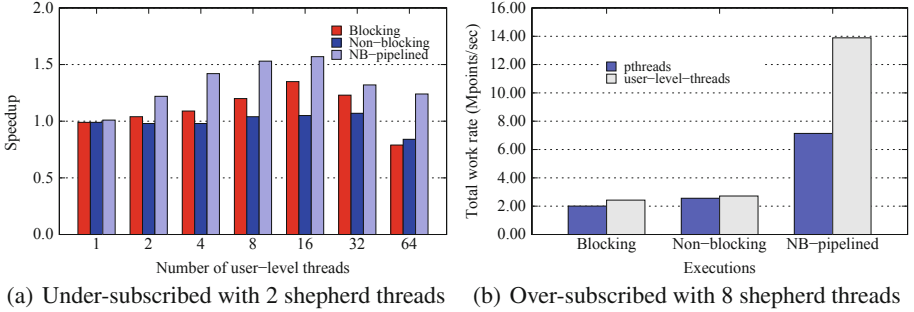 2.0
1.5
1.0
0.5
0.0
Speedup
Blocking
Non−blocking
NB−pipelined
1 2 4 8 16 32 64
Number of user−level threads
(a) Under-subscribed with 2 shepherd threads
16.00
14.00
12.00
10.00
8.00
6.00
4.00
2.00
0.00
Total work rate (Mpoints/sec)
pthreads
user−level−threads
Blocking Non−blocking NB−pipelined
Executions
(b) Over-subscribed with 8 shepherd threads